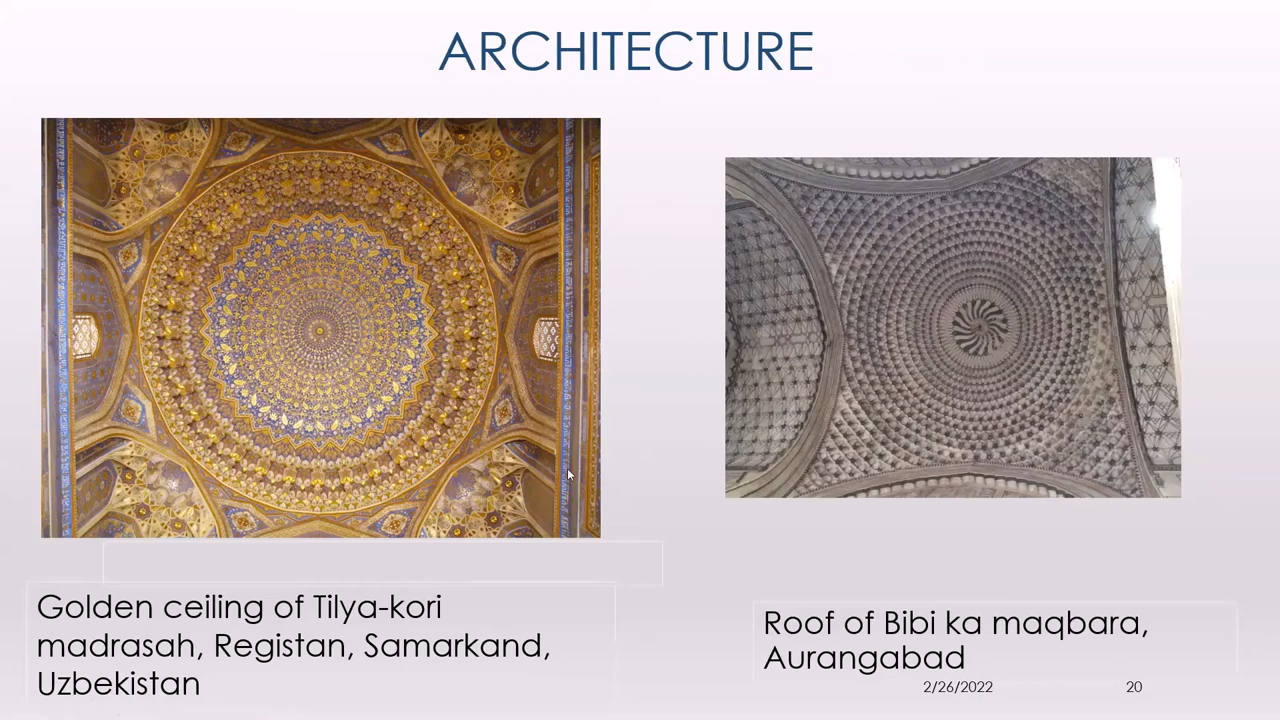 ARCHITECTURE
Golden ceiling of Tilya-kori
madrasah, Registan, Samarkand,
Uzbekistan
Roof of Bibi ka maqbara,
Aurangabad
2/26/2022
20